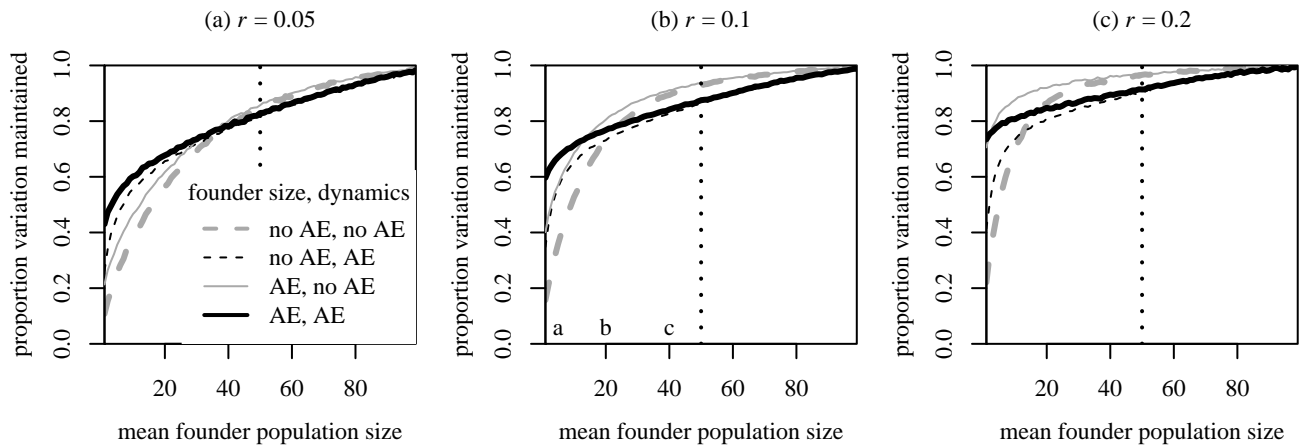 (a) r = 0.05
proportion variation maintained
1.0
0.8
0.6
0.4
0.2
0.0
founder size, dynamics
no AE, no AE
no AE, AE
AE, no AE
AE, AE
20 40 60 80
mean founder population size
(b) r = 0.1
proportion variation maintained
1.0
0.8
0.6
0.4
0.2
0.0
a b c
20 40 60 80
mean founder population size
(c) r = 0.2
proportion variation maintained
1.0
0.8
0.6
0.4
0.2
0.0
20 40 60 80
mean founder population size